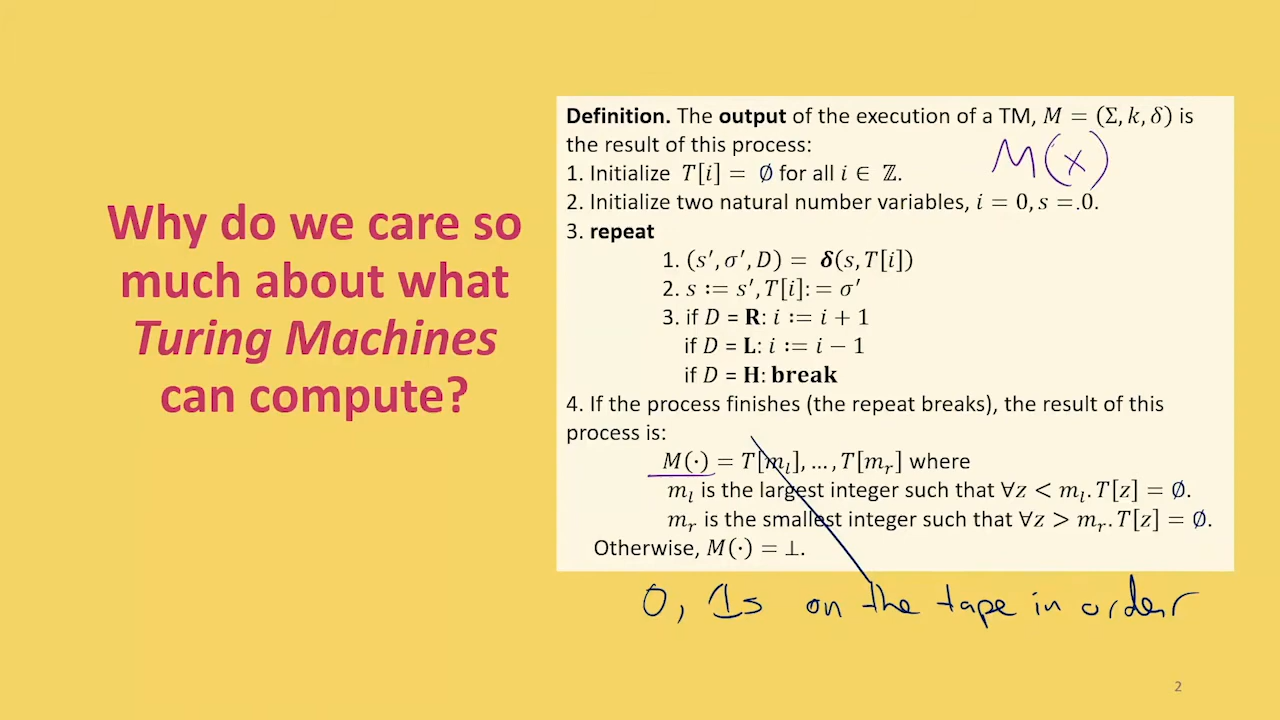 Why do we care so
much about what
Turing Machines
can compute?
Definition. The output of the execution of a TM, M = (Σ, k, δ) is
the result of this process:
M(x)
1. Initialize T[i] = Ø for all i ∈ ℤ.
2. Initialize two natural number variables, i = 0, s = .0.
3. repeat
1. (s′, σ′, D) = δ(s, T[i])
2. s := s′, T[i]: = σ′
3. if D = R: i := i + 1
if D = L: i := i − 1
if D = H: break
4. If the process finishes (the repeat breaks), the result of this
process is:
M(·) = T[m_l], … , T[m_r] where
m_l is the largest integer such that ∀z < m_l. T[z] = Ø.
m_r is the smallest integer such that ∀z > m_r. T[z] = Ø.
Otherwise, M(·) = ⊥.
0, 1s on the tape in order
2